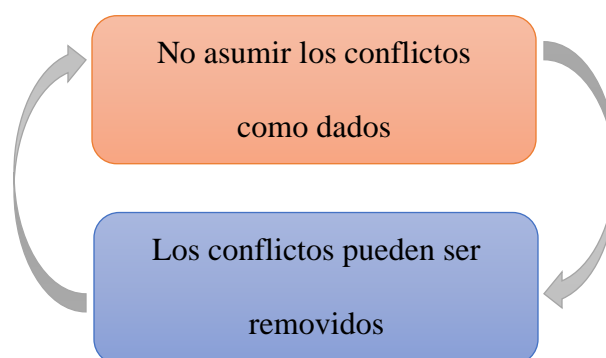 No asumir los conflictos
como dados
Los conflictos pueden ser
removidos